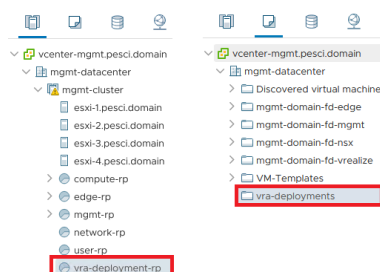 vcenter-mgmt.pesci.domain
mgmt-datacenter
mgmt-cluster
esxi-1.pesci.domain
esxi-2.pesci.domain
esxi-3.pesci.domain
esxi-4.pesci.domain
compute-rp
edge-rp
mgmt-rp
network-rp
user-rp
vra-deployment-rp
vcenter-mgmt.pesci.domain
mgmt-datacenter
Discovered virtual machine
mgmt-domain-fd-edge
mgmt-domain-fd-mgmt
mgmt-domain-fd-nsx
mgmt-domain-fd-vrealize
VM-Templates
vra-deployments